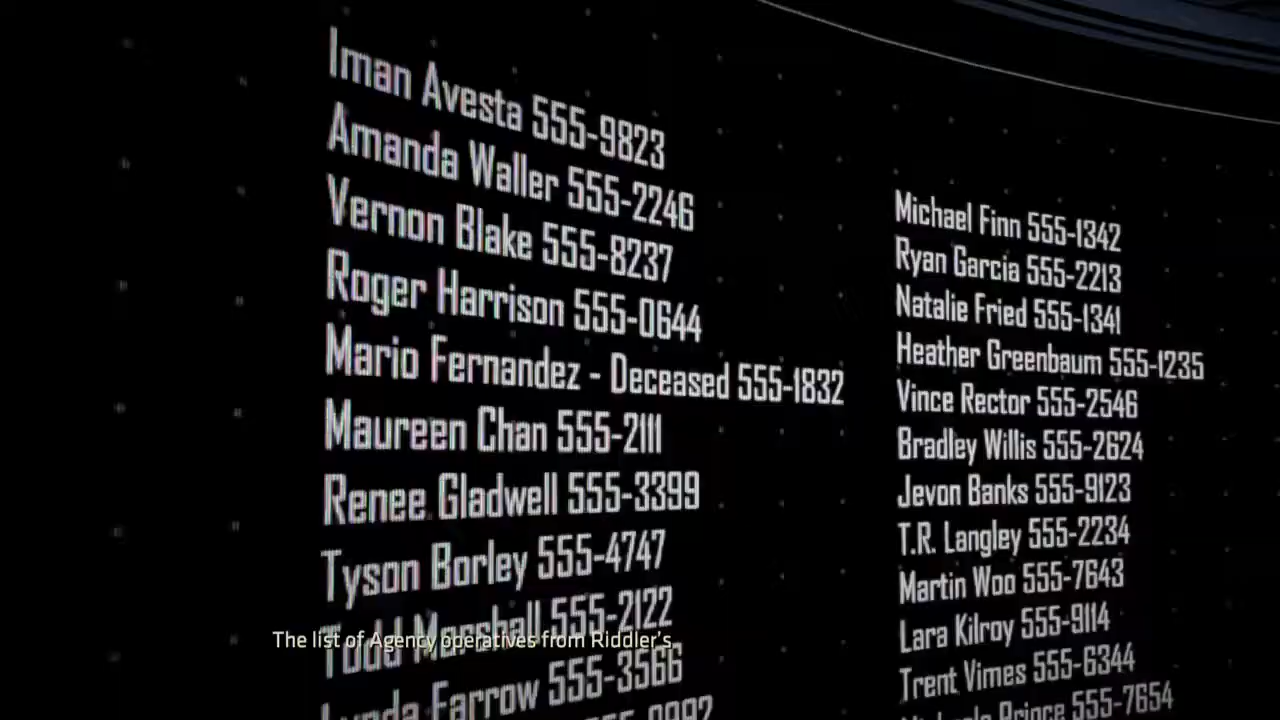 Iman Avesta 555-9823
Amanda Waller 555-2246
Vernon Blake 555-8237
Roger Harrison 555-0644
Mario Fernandez - Deceased 555-1832
Maureen Chan 555-2111
Renee Gladwell 555-3399
Tyson Borley 555-4747
Todd Marshall 555-2122
Farrow 555-3566
Michael Finn 555-1342
Ryan Garcia 555-2213
Natalie Fried 555-1341
Heather Greenbaum 555-1235
Vince Rector 555-2546
Bradley Willis 555-2624
Jevon Banks 555-9123
T.R. Langley 555-2234
Martin Woo 555-7643
Lara Kilroy 555-9114
Trent Vimes 555-6344
Prince 555-7654
The list of Agency operatives from Riddler's